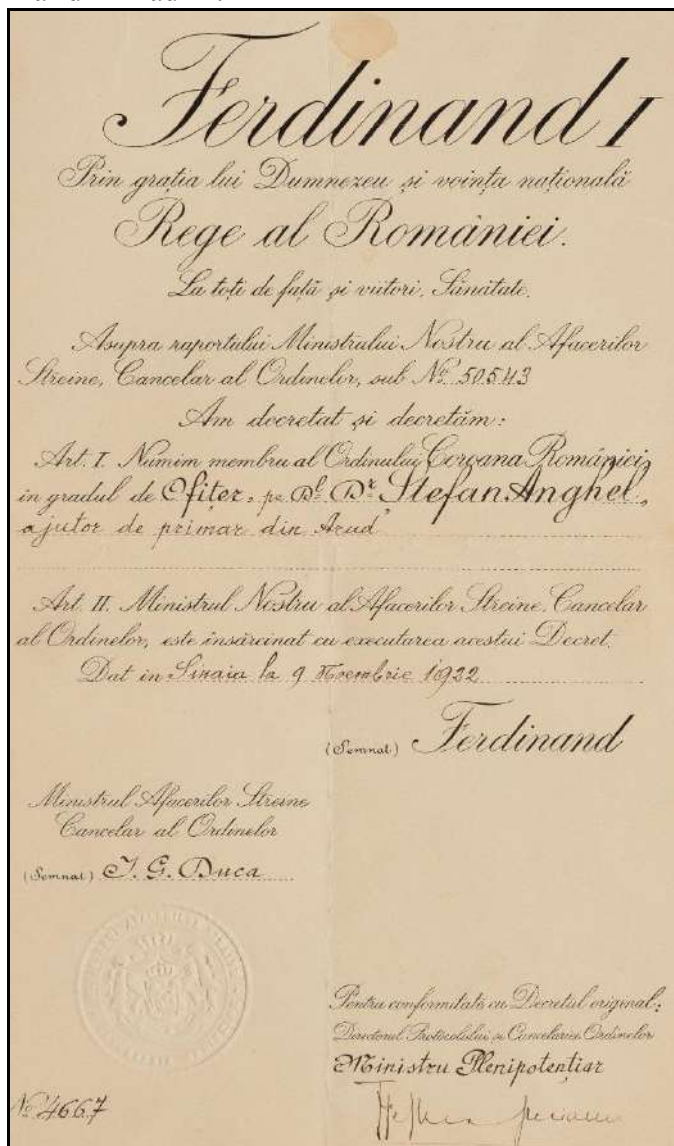 Ferdinand I
Prin grația lui Dumnezeu și voința națională
Rege al României.
La toți de față și viitori, Sănătate.
Asupra raportului Ministrului Nostru al Afacerilor
Streine, Cancelar al Ordinelor, sub No. 50543
Am decretat și decretăm:
Art. I. Numim membru al Ordinului Coroana României,
in gradul de Ofițer, pe Dl. Dr. Stefan Anghel,
ajutor de primar din Arad
Art. II. Ministrul Nostru al Afacerilor Streine, Cancelar
al Ordinelor, este însărcinat cu executarea acestui Decret.
Dat in Sinaia la 9 Noembrie 1922
(Semnat) Ferdinand
Ministrul Afacerilor Streine
Cancelar al Ordinelor
(Semnat) I. G. Duca
Pentru conformitate cu Decretul original:
Directorul Protocolului și Cancelariei Ordinelor
Ministru Plenipotențiar
No. 4667